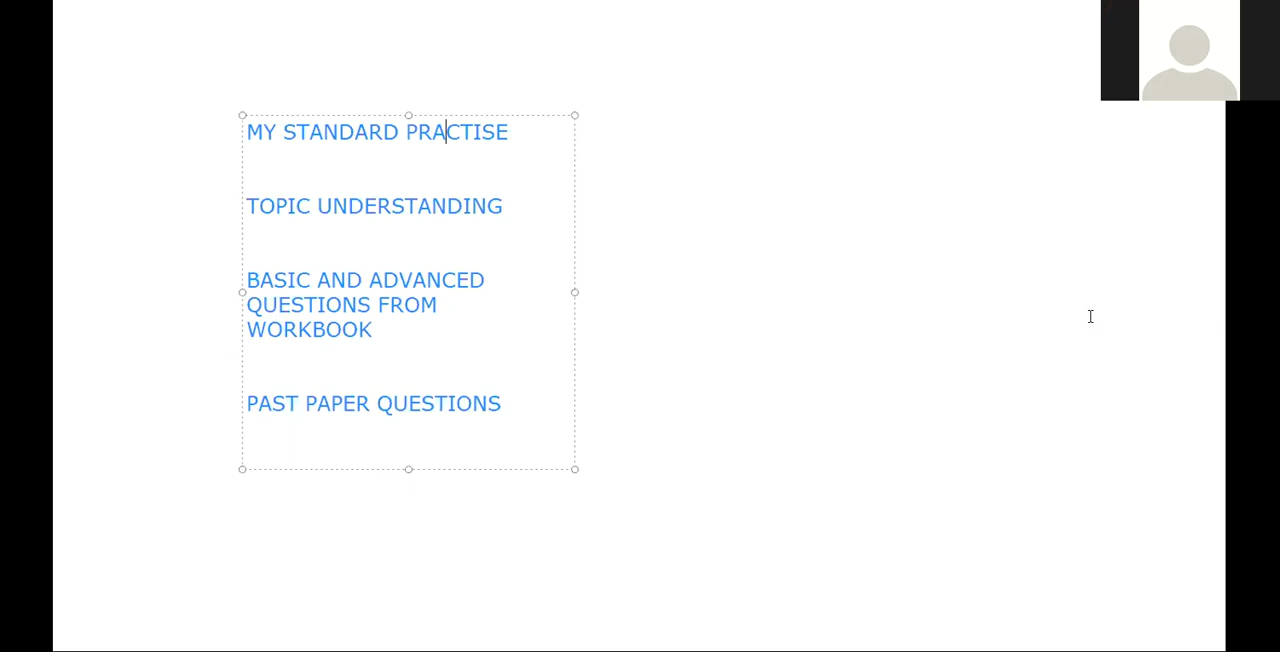 MY STANDARD PRACTISE
TOPIC UNDERSTANDING
BASIC AND ADVANCED
QUESTIONS FROM
WORKBOOK
PAST PAPER QUESTIONS